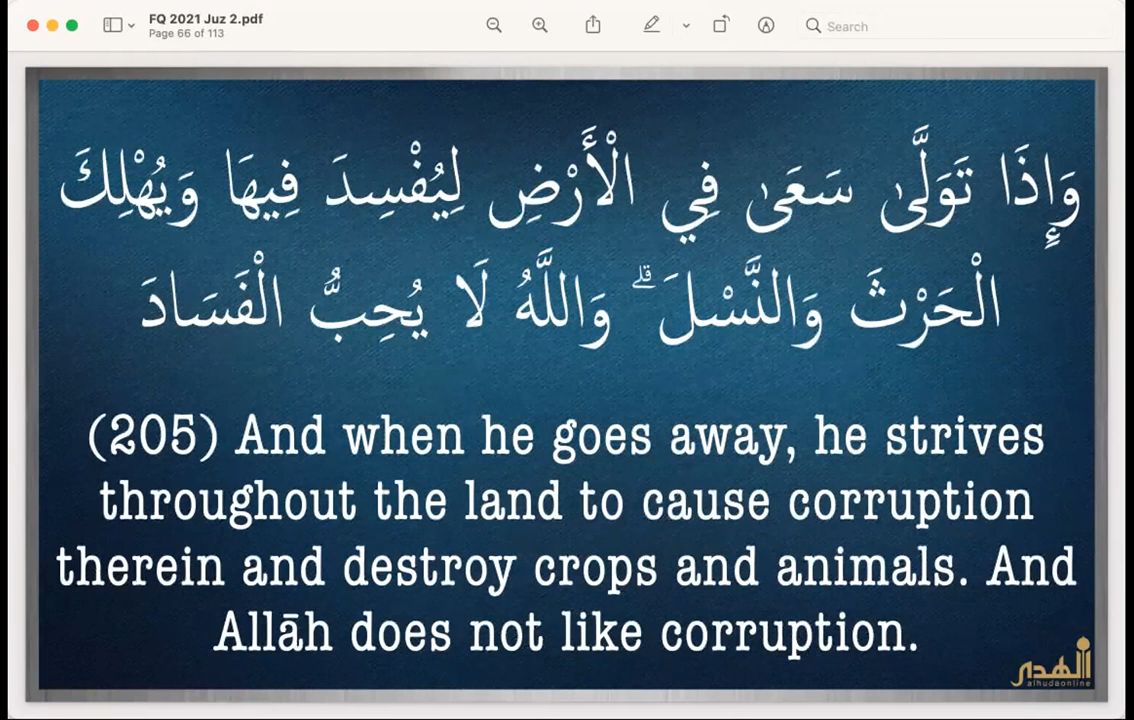 FQ 2021 Juz 2.pdf
Page 66 of 113
Search
وَإِذَا تَوَلَّىٰ سَعَىٰ فِي الْأَرْضِ لِيُفْسِدَ فِيهَا وَيُهْلِكَ
الْحَرْثَ وَالنَّسْلَ ۗ وَاللَّهُ لَا يُحِبُّ الْفَسَادَ
(205) And when he goes away, he strives
throughout the land to cause corruption
therein and destroy crops and animals. And
Allāh does not like corruption.
الهدى
alhudaonline